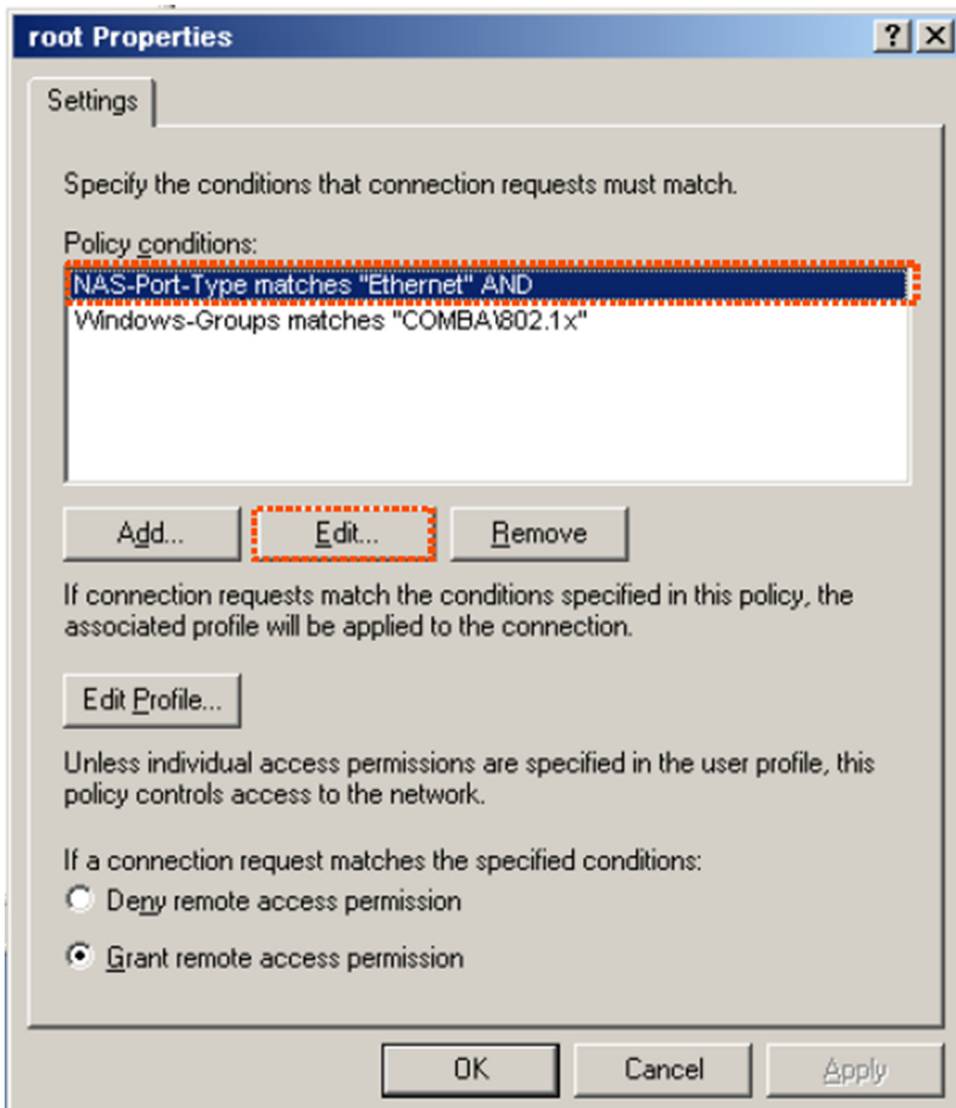 root Properties
Settings
Specify the conditions that connection requests must match.
Policy conditions:
NAS-Port-Type matches "Ethernet" AND
Windows-Groups matches "COMBA\802.1x"
Add... Edit... Remove
If connection requests match the conditions specified in this policy, the
associated profile will be applied to the connection.
Edit Profile...
Unless individual access permissions are specified in the user profile, this
policy controls access to the network.
If a connection request matches the specified conditions:
Deny remote access permission
Grant remote access permission
OK Cancel Apply